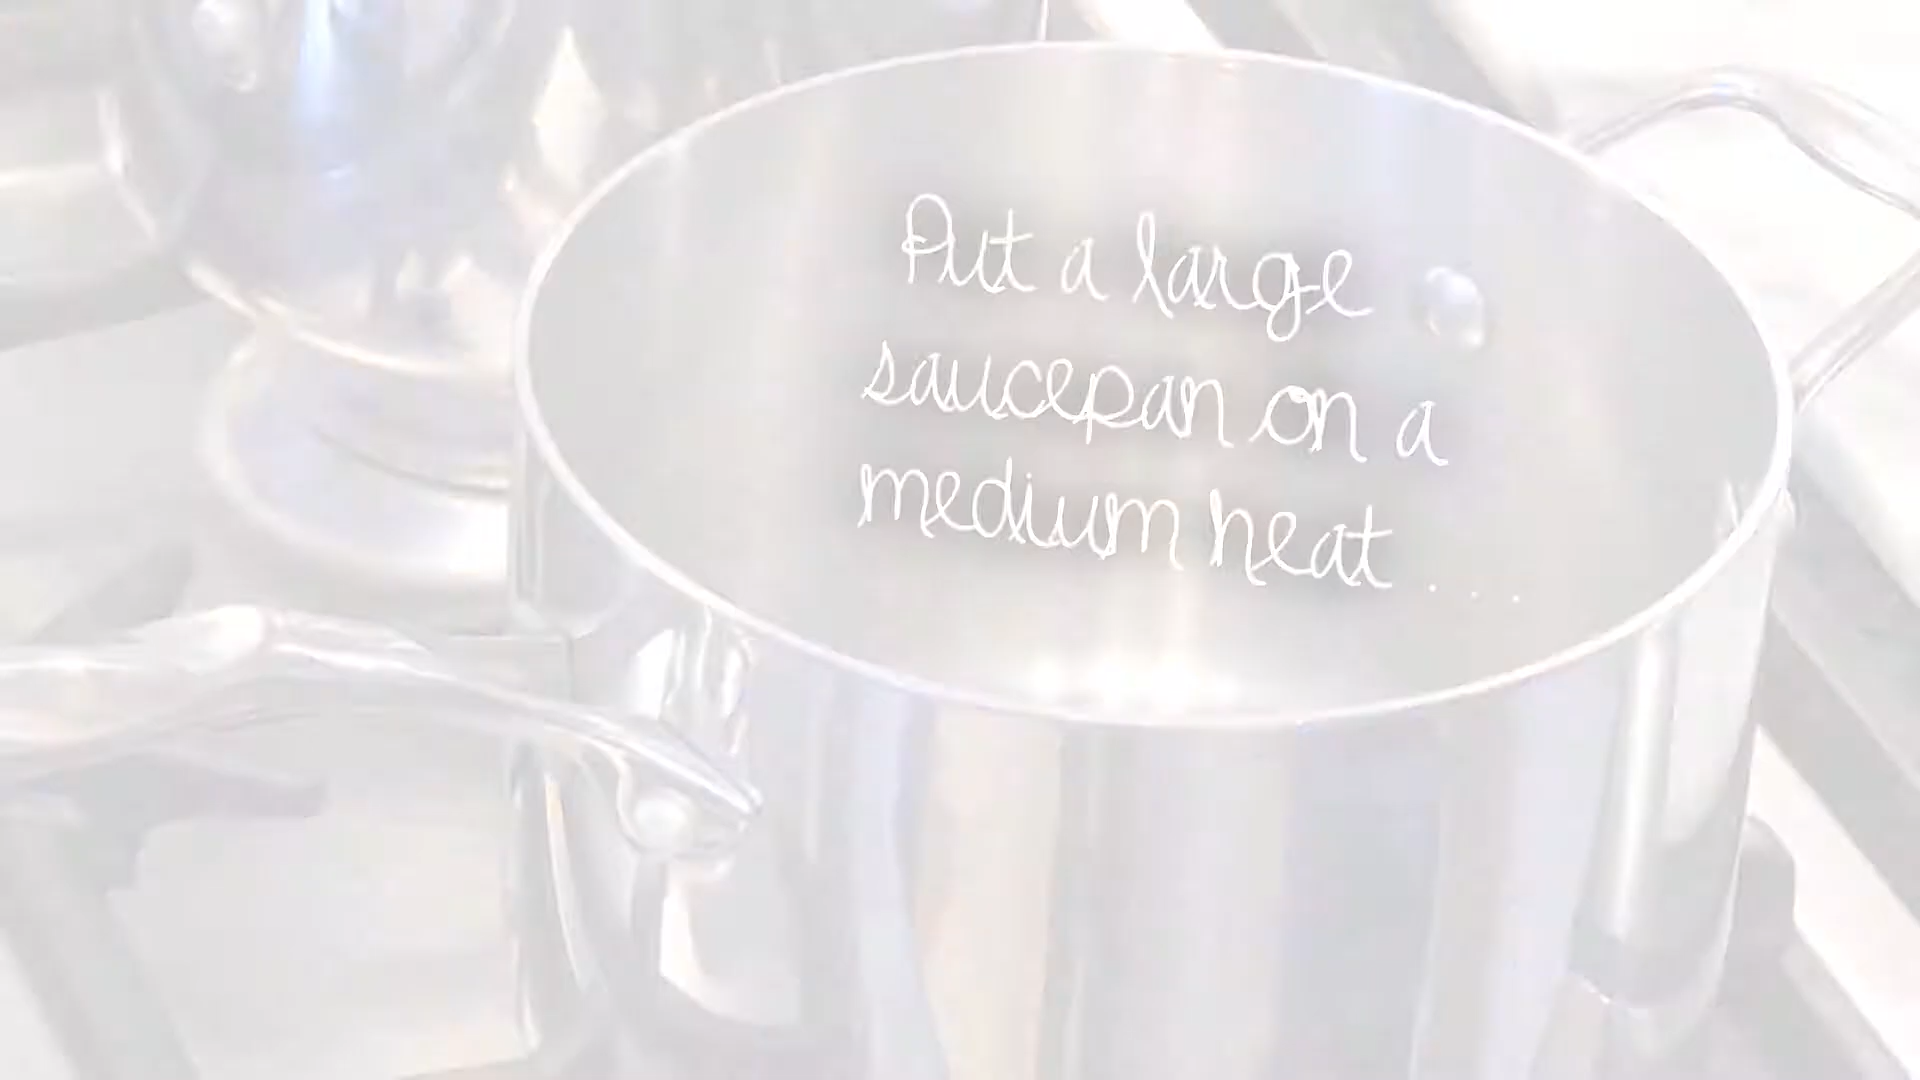 Put a large
saucepan on a
medium heat . . . .